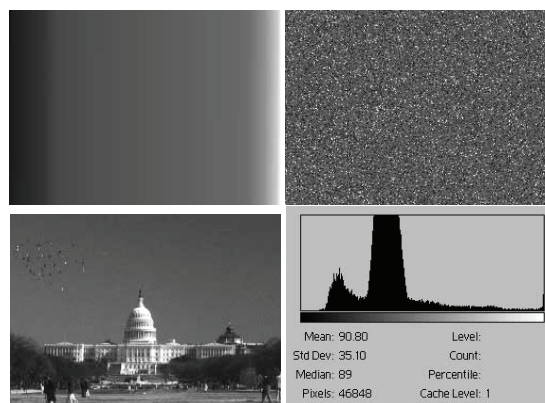 Mean: 90.80 Level:
Std Dev: 35.10 Count:
Median: 89 Percentile:
Pixels: 46848 Cache Level: 1